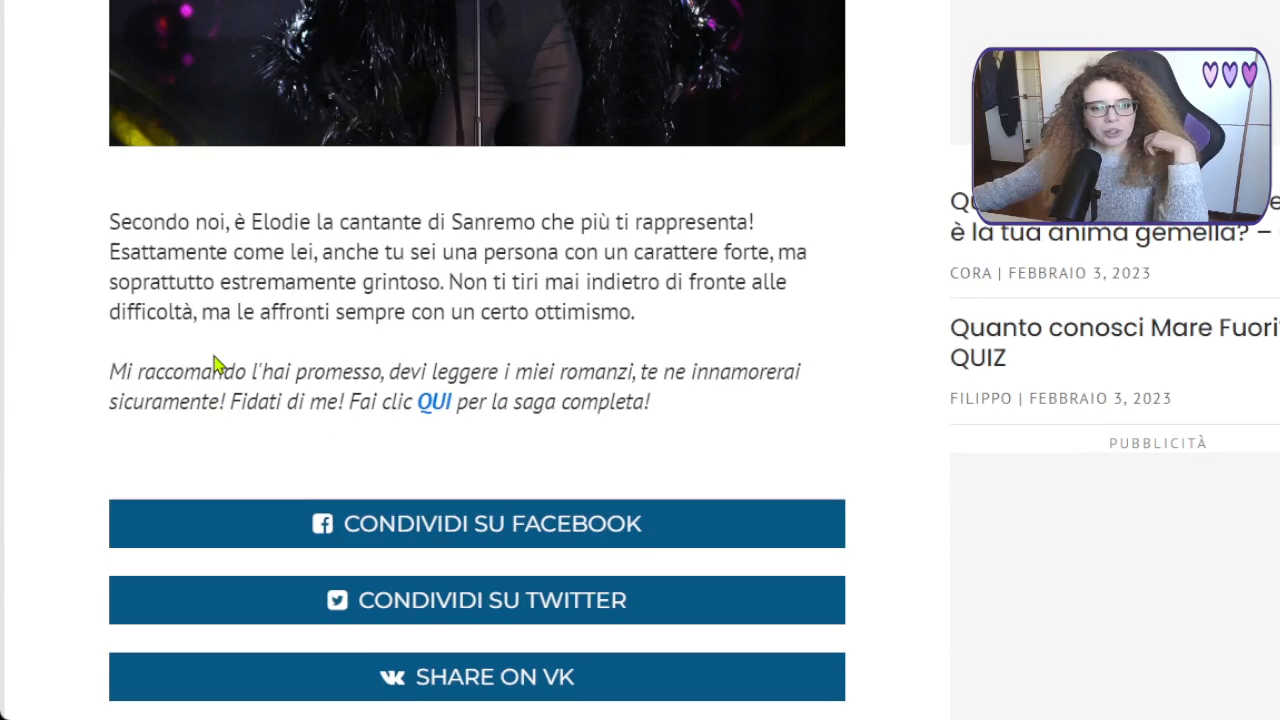 Secondo noi, è Elodie la cantante di Sanremo che più ti rappresenta!
Esattamente come lei, anche tu sei una persona con un carattere forte, ma
soprattutto estremamente grintoso. Non ti tiri mai indietro di fronte alle
difficoltà, ma le affronti sempre con un certo ottimismo.
Mi raccomando l'hai promesso, devi leggere i miei romanzi, te ne innamorerai
sicuramente! Fidati di me! Fai clic QUI per la saga completa!
CONDIVIDI SU FACEBOOK
CONDIVIDI SU TWITTER
SHARE ON VK
è la tua anima gemella? –
CORA | FEBBRAIO 3, 2023
Quanto conosci Mare Fuori?
QUIZ
FILIPPO | FEBBRAIO 3, 2023
PUBBLICITÀ